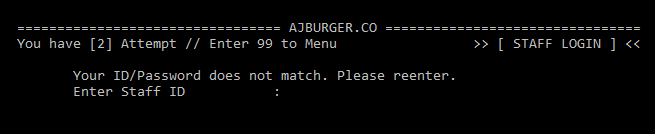 ================================= AJBURGER.CO ================================
You have [2] Attempt // Enter 99 to Menu >> [ STAFF LOGIN ] <<
Your ID/Password does not match. Please reenter.
Enter Staff ID :